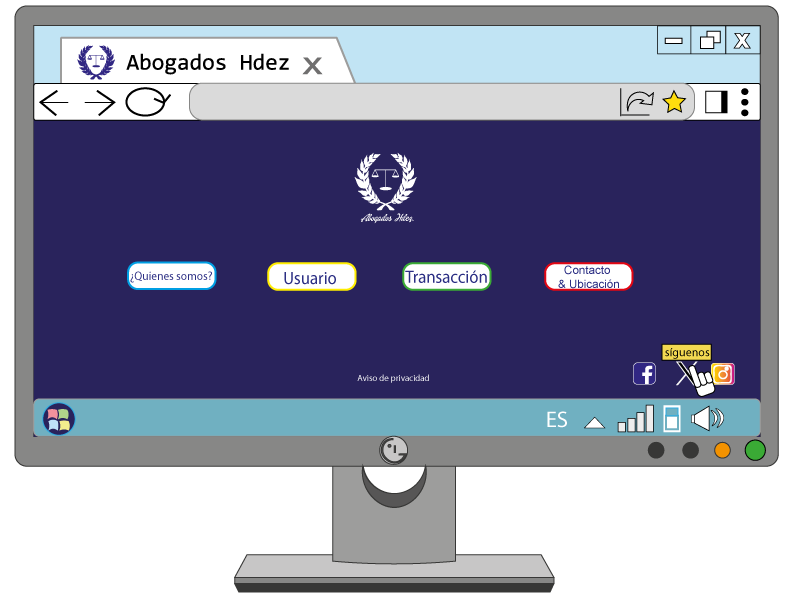 Abogados Hdez X
X
Abogados Hdez.
¿Quienes somos?
Usuario
Transacción
Contacto
& Ubicación
síguenos
Aviso de privacidad
ES